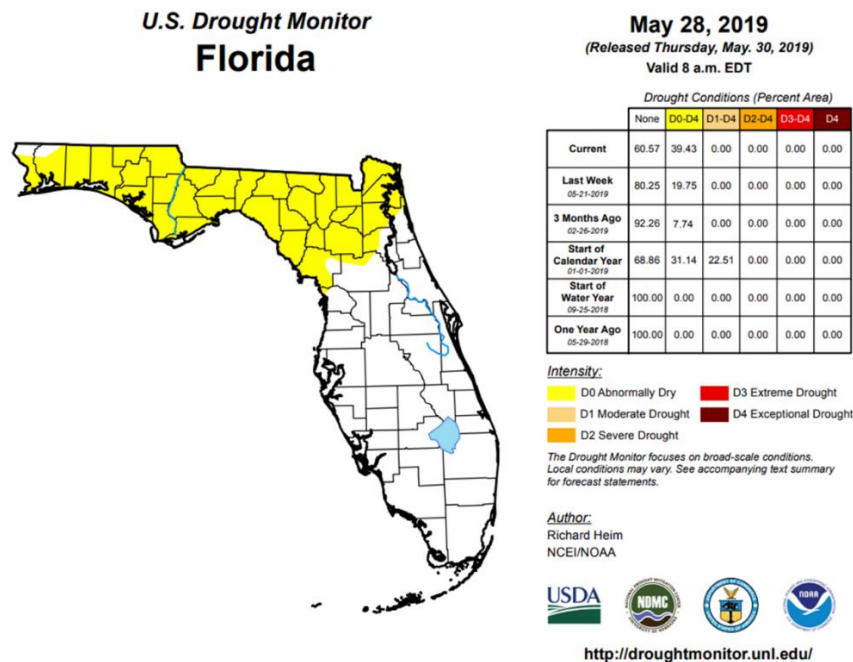 U.S. Drought Monitor
Florida
May 28, 2019
(Released Thursday, May. 30, 2019)
Valid 8 a.m. EDT
Drought Conditions (Percent Area)
None D0-D4 D1-D4 D2-D4 D3-D4 D4
Current 60.57 39.43 0.00 0.00 0.00 0.00
Last Week
05-21-2019 80.25 19.75 0.00 0.00 0.00 0.00
3 Months Ago
02-26-2019 92.26 7.74 0.00 0.00 0.00 0.00
Start of
Calendar Year
01-01-2019 68.86 31.14 22.51 0.00 0.00 0.00
Start of
Water Year
09-25-2018 100.00 0.00 0.00 0.00 0.00 0.00
One Year Ago
05-29-2018 100.00 0.00 0.00 0.00 0.00 0.00
Intensity:
D0 Abnormally Dry D3 Extreme Drought
D1 Moderate Drought D4 Exceptional Drought
D2 Severe Drought
The Drought Monitor focuses on broad-scale conditions.
Local conditions may vary. See accompanying text summary
for forecast statements.
Author:
Richard Heim
NCEI/NOAA
USDA NDMC NOAA
http://droughtmonitor.unl.edu/